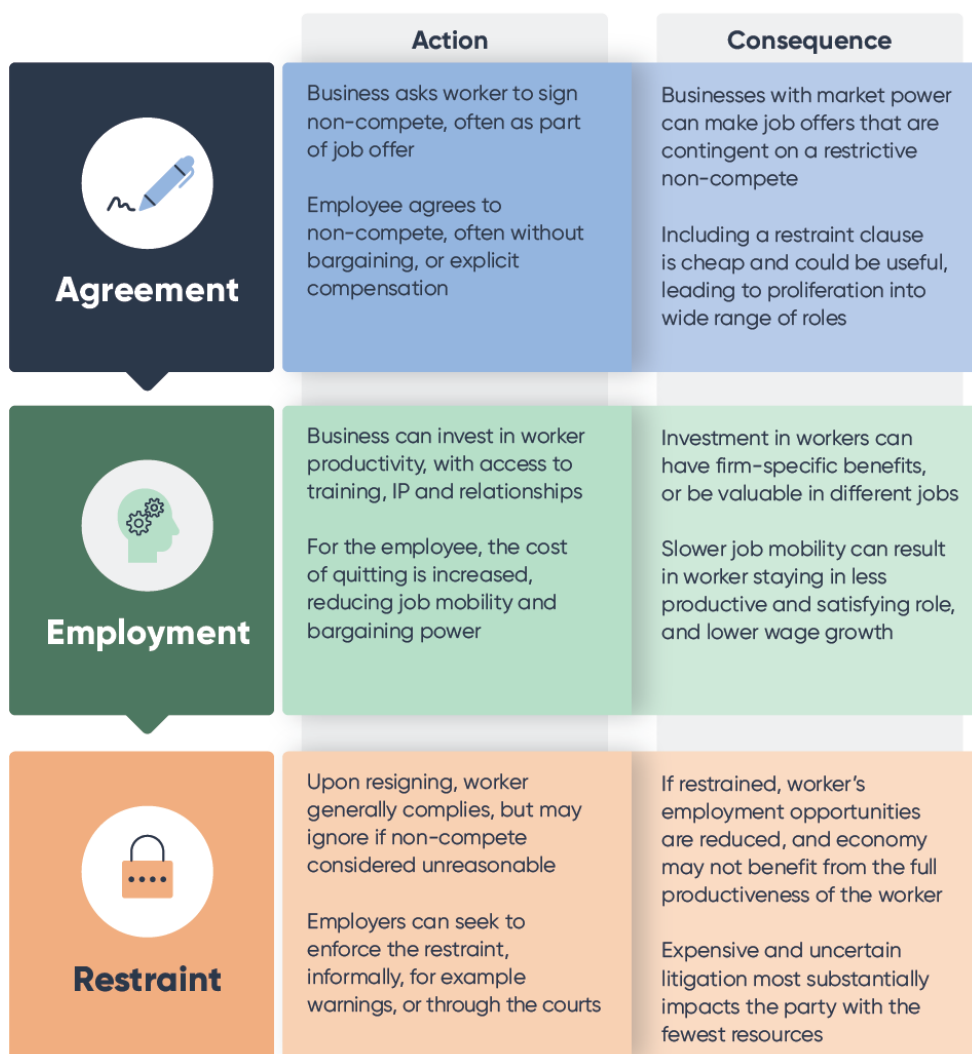 Action
Consequence
Agreement
Business asks worker to sign
non-compete, often as part
of job offer
Employee agrees to
non-compete, often without
bargaining, or explicit
compensation
Businesses with market power
can make job offers that are
contingent on a restrictive
non-compete
Including a restraint clause
is cheap and could be useful,
leading to proliferation into
wide range of roles
Employment
Business can invest in worker
productivity, with access to
training, IP and relationships
For the employee, the cost
of quitting is increased,
reducing job mobility and
bargaining power
Investment in workers can
have firm-specific benefits,
or be valuable in different jobs
Slower job mobility can result
in worker staying in less
productive and satisfying role,
and lower wage growth
Restraint
Upon resigning, worker
generally complies, but may
ignore if non-compete
considered unreasonable
Employers can seek to
enforce the restraint,
informally, for example
warnings, or through the courts
If restrained, worker's
employment opportunities
are reduced, and economy
may not benefit from the full
productiveness of the worker
Expensive and uncertain
litigation most substantially
impacts the party with the
fewest resources